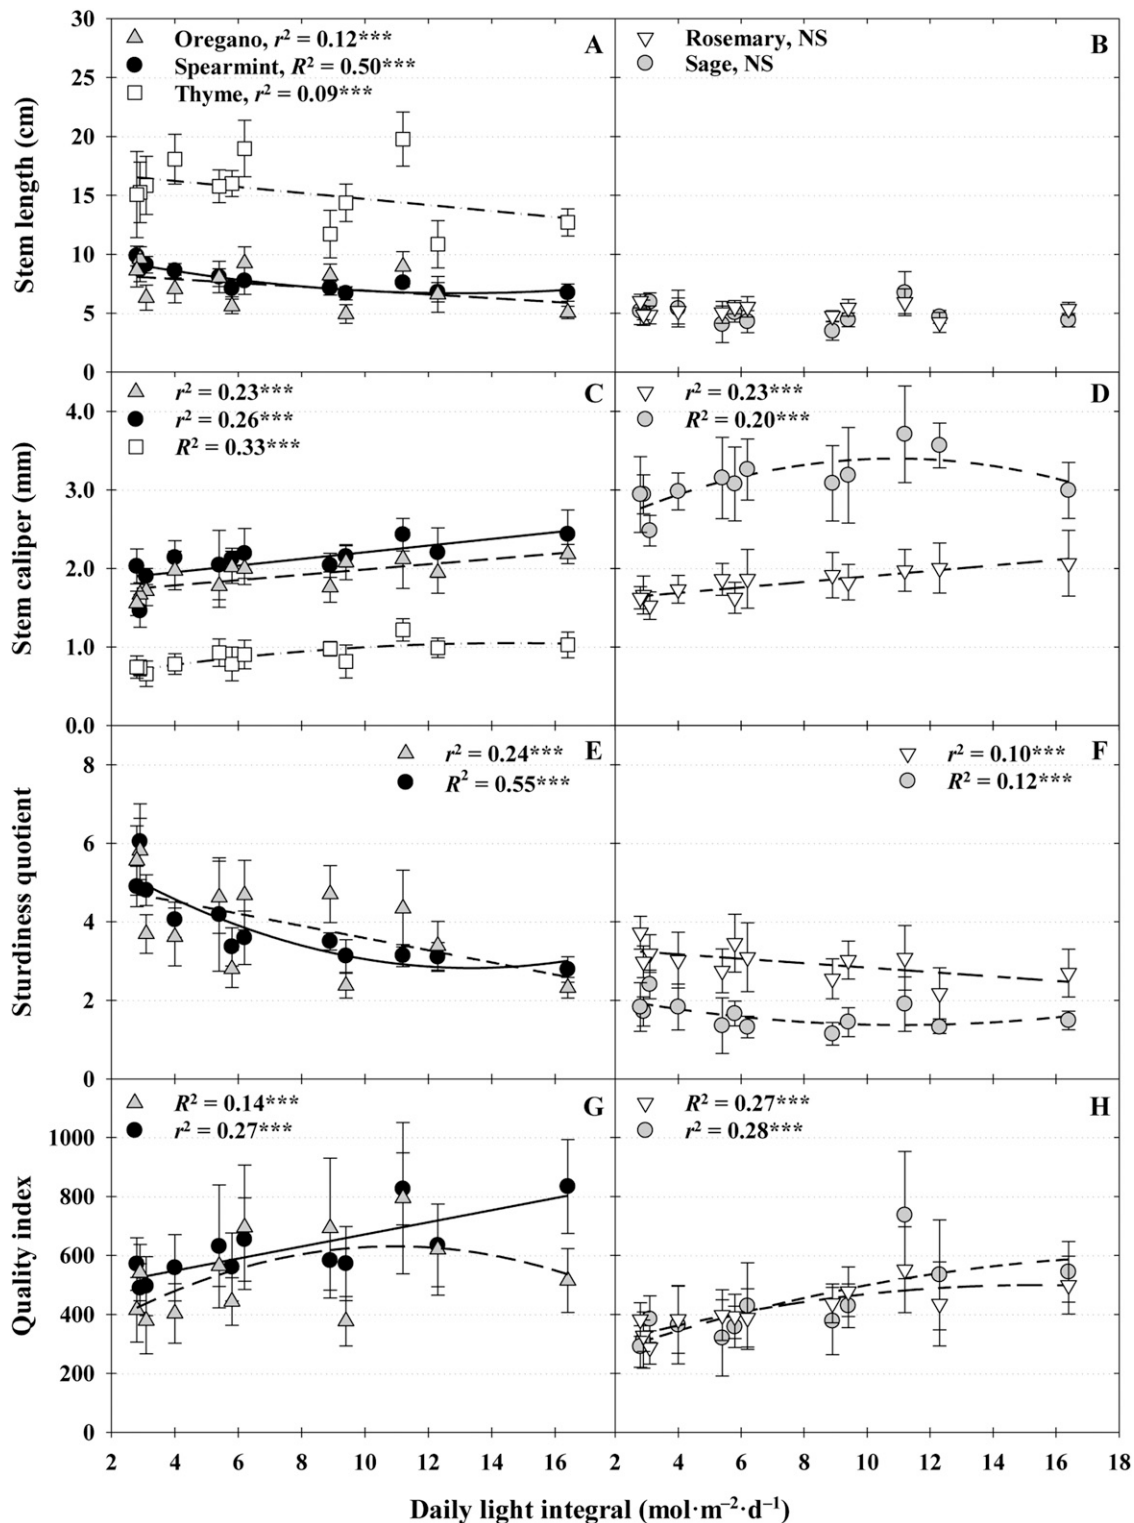 Stem length (cm)
30
25
20
15
10
5
0
Oregano, r² = 0.12***
Spearmint, R² = 0.50***
Thyme, r² = 0.09***
A
Rosemary, NS
Sage, NS
B
Stem caliper (mm)
4.0
3.0
2.0
1.0
0.0
r² = 0.23***
r² = 0.26***
R² = 0.33***
C
r² = 0.23***
R² = 0.20***
D
Sturdiness quotient
8
6
4
2
0
r² = 0.24***
R² = 0.55***
E
r² = 0.10***
R² = 0.12***
F
Quality index
1000
800
600
400
200
0
R² = 0.14***
r² = 0.27***
G
R² = 0.27***
r² = 0.28***
H
2 4 6 8 10 12 14 16 2 4 6 8 10 12 14 16 18
Daily light integral (mol·m⁻²·d⁻¹)